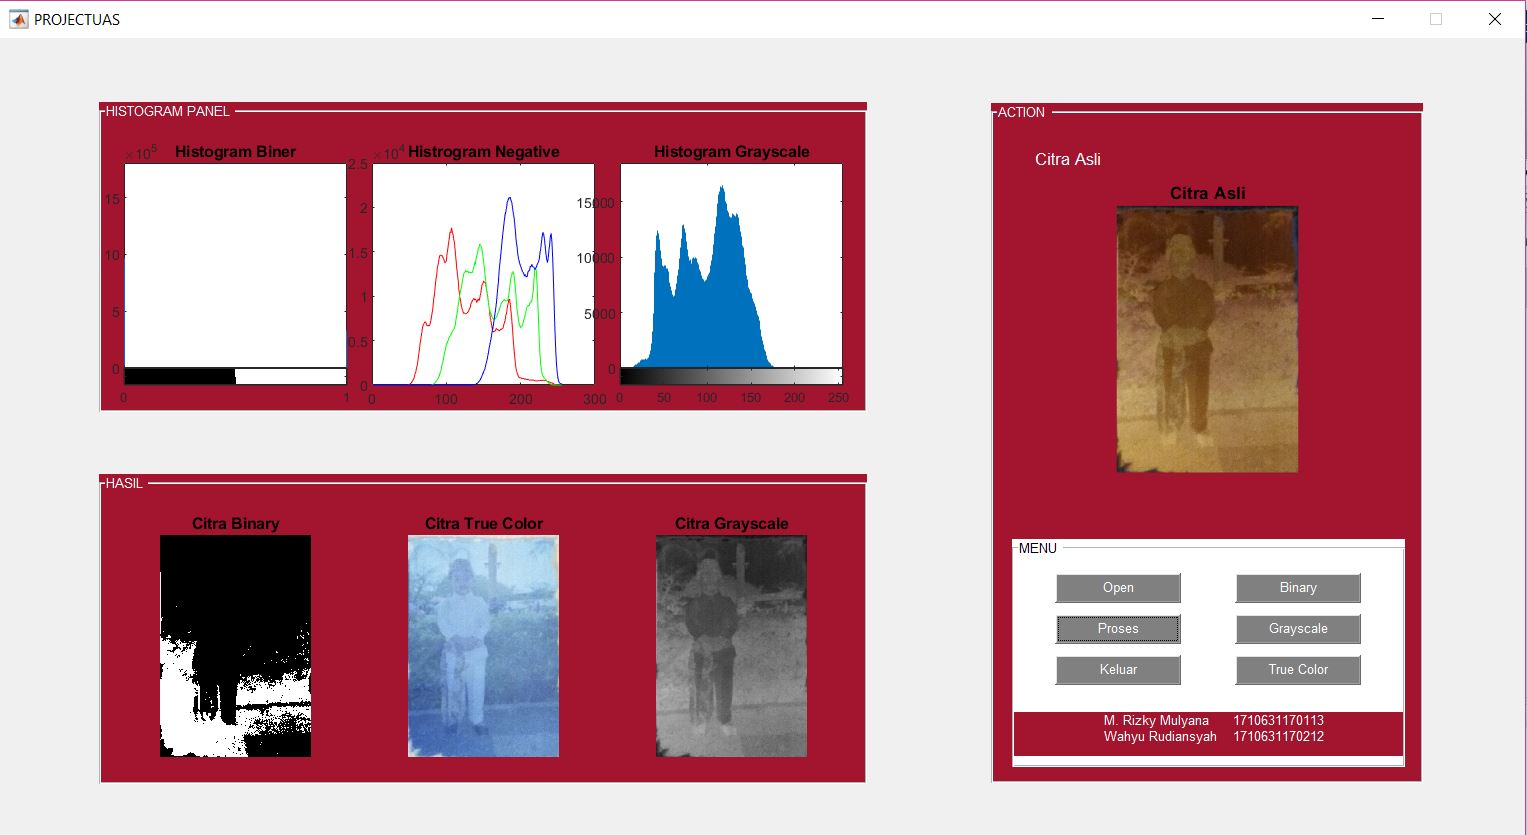 PROJECTUAS
HISTOGRAM PANEL
Histogram Biner
×10^5
15
10
5
0
0 1
Histrogram Negative
×10^4
2.5
2
1.5
1
0.5
0
0 100 200 300
Histogram Grayscale
15000
10000
5000
0
0 50 100 150 200 250
HASIL
Citra Binary
Citra True Color
Citra Grayscale
ACTION
Citra Asli
Citra Asli
MENU
Open Binary
Proses Grayscale
Keluar True Color
M. Rizky Mulyana 1710631170113
Wahyu Rudiansyah 1710631170212